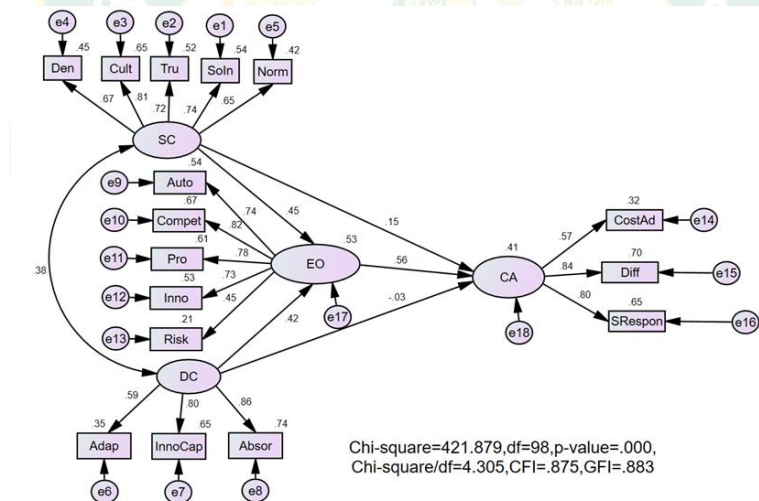 e4 e3 e2 e1 e5
.45 .65 .52 .54 .42
Den Cult Tru SoIn Norm
.67 .81 .72 .74 .65
SC
.54
e9 Auto
.67
e10 Compet
.61
e11 Pro
.53
e12 Inno
.21
e13 Risk
.74
.82
.78
.73
.45
.45
.15
.53
EO
.56
e17
.42
-.03
.38
DC
.41
CA
e18
.57
.84
.80
.32
CostAd e14
.70
Diff e15
.65
SRespon e16
.59 .80 .86
.35 .65 .74
Adap InnoCap Absor
e6 e7 e8
Chi-square=421.879,df=98,p-value=.000,
Chi-square/df=4.305,CFI=.875,GFI=.883